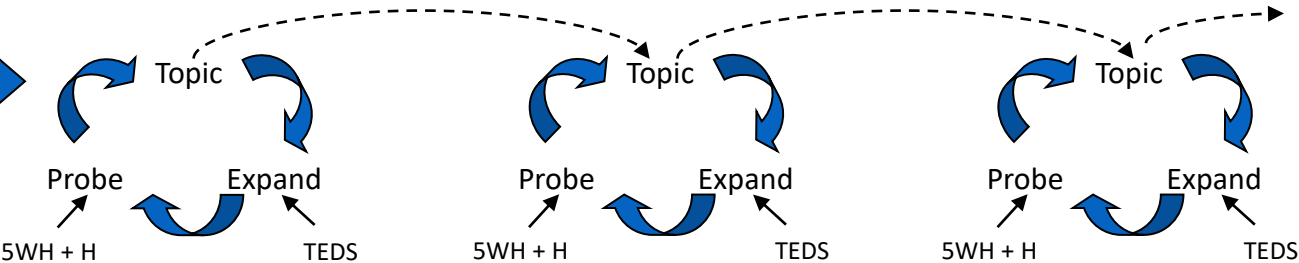 Topic Topic Topic
Probe Expand Probe Expand Probe Expand
5WH + H TEDS 5WH + H TEDS 5WH + H TEDS